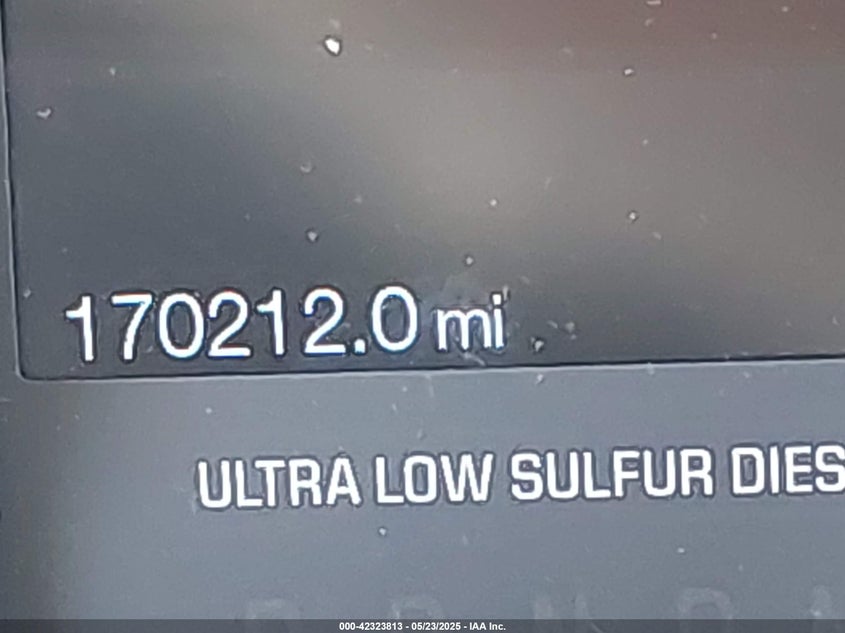 170212.0 mi
ULTRA LOW SULFUR DIES
000-42323813 - 05/23/2025 - IAA Inc.